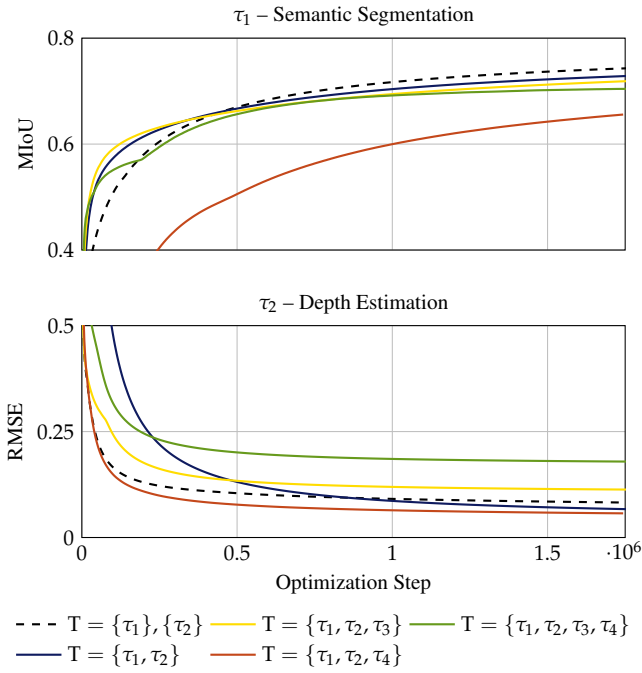 τ₁ – Semantic Segmentation
0.8
0.6
0.4
MIoU
τ₂ – Depth Estimation
0.5
0.25
0
RMSE
0 0.5 1 1.5 ·10⁶
Optimization Step
T = {τ₁}, {τ₂} T = {τ₁, τ₂, τ₃} T = {τ₁, τ₂, τ₃, τ₄}
T = {τ₁, τ₂} T = {τ₁, τ₂, τ₄}